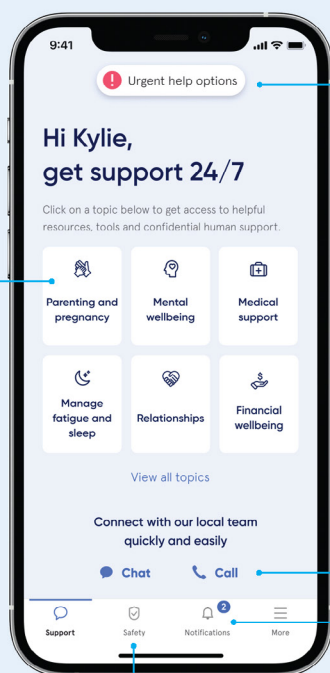 9:41
Urgent help options
Hi Kylie,
get support 24/7
Click on a topic below to get access to helpful
resources, tools and confidential human support.
Parenting and
pregnancy
Mental
wellbeing
Medical
support
Manage
fatigue and
sleep
Relationships
Financial
wellbeing
View all topics
Connect with our local team
quickly and easily
Chat
Call
2
Support
Safety
Notifications
More